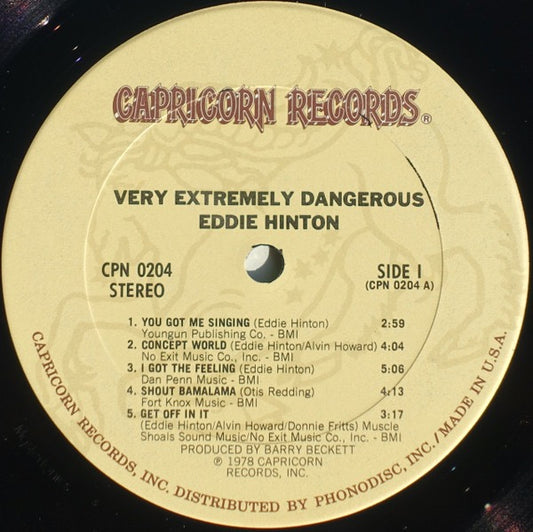 CAPRICORN RECORDS®
VERY EXTREMELY DANGEROUS
EDDIE HINTON
CPN 0204
STEREO
SIDE I
(CPN 0204 A)
1. YOU GOT ME SINGING (Eddie Hinton) 2:59
Youngun Publishing Co. - BMI
2. CONCEPT WORLD (Eddie Hinton/Alvin Howard) 4:04
No Exit Music Co., Inc. - BMI
3. I GOT THE FEELING (Eddie Hinton) 5:06
Dan Penn Music - BMI
4. SHOUT BAMALAMA (Otis Redding) 4:13
Fort Knox Music - BMI
5. GET OFF IN IT 3:17
(Eddie Hinton/Alvin Howard/Donnie Fritts) Muscle
Shoals Sound Music/No Exit Music Co., Inc. - BMI
PRODUCED BY BARRY BECKETT
℗ 1978 CAPRICORN
RECORDS, INC.
CAPRICORN RECORDS, INC. DISTRIBUTED BY PHONODISC, INC./MADE IN U.S.A.